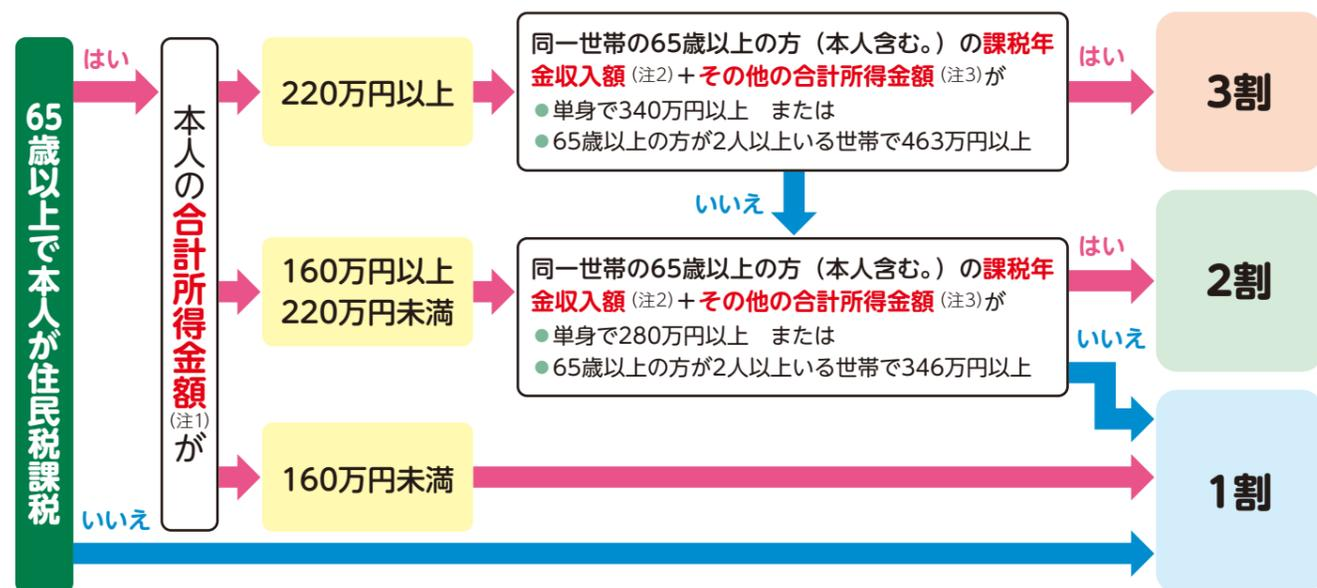 65歳以上で本人が住民税課税
はい
いいえ
本人の合計所得金額(注1)が
220万円以上
同一世帯の65歳以上の方(本人含む。)の課税年
金収入額(注2)+その他の合計所得金額(注3)が
●単身で340万円以上 または
●65歳以上の方が2人以上いる世帯で463万円以上
はい
3割
いいえ
160万円以上
220万円未満
同一世帯の65歳以上の方(本人含む。)の課税年
金収入額(注2)+その他の合計所得金額(注3)が
●単身で280万円以上 または
●65歳以上の方が2人以上いる世帯で346万円以上
はい
2割
いいえ
160万円未満
1割